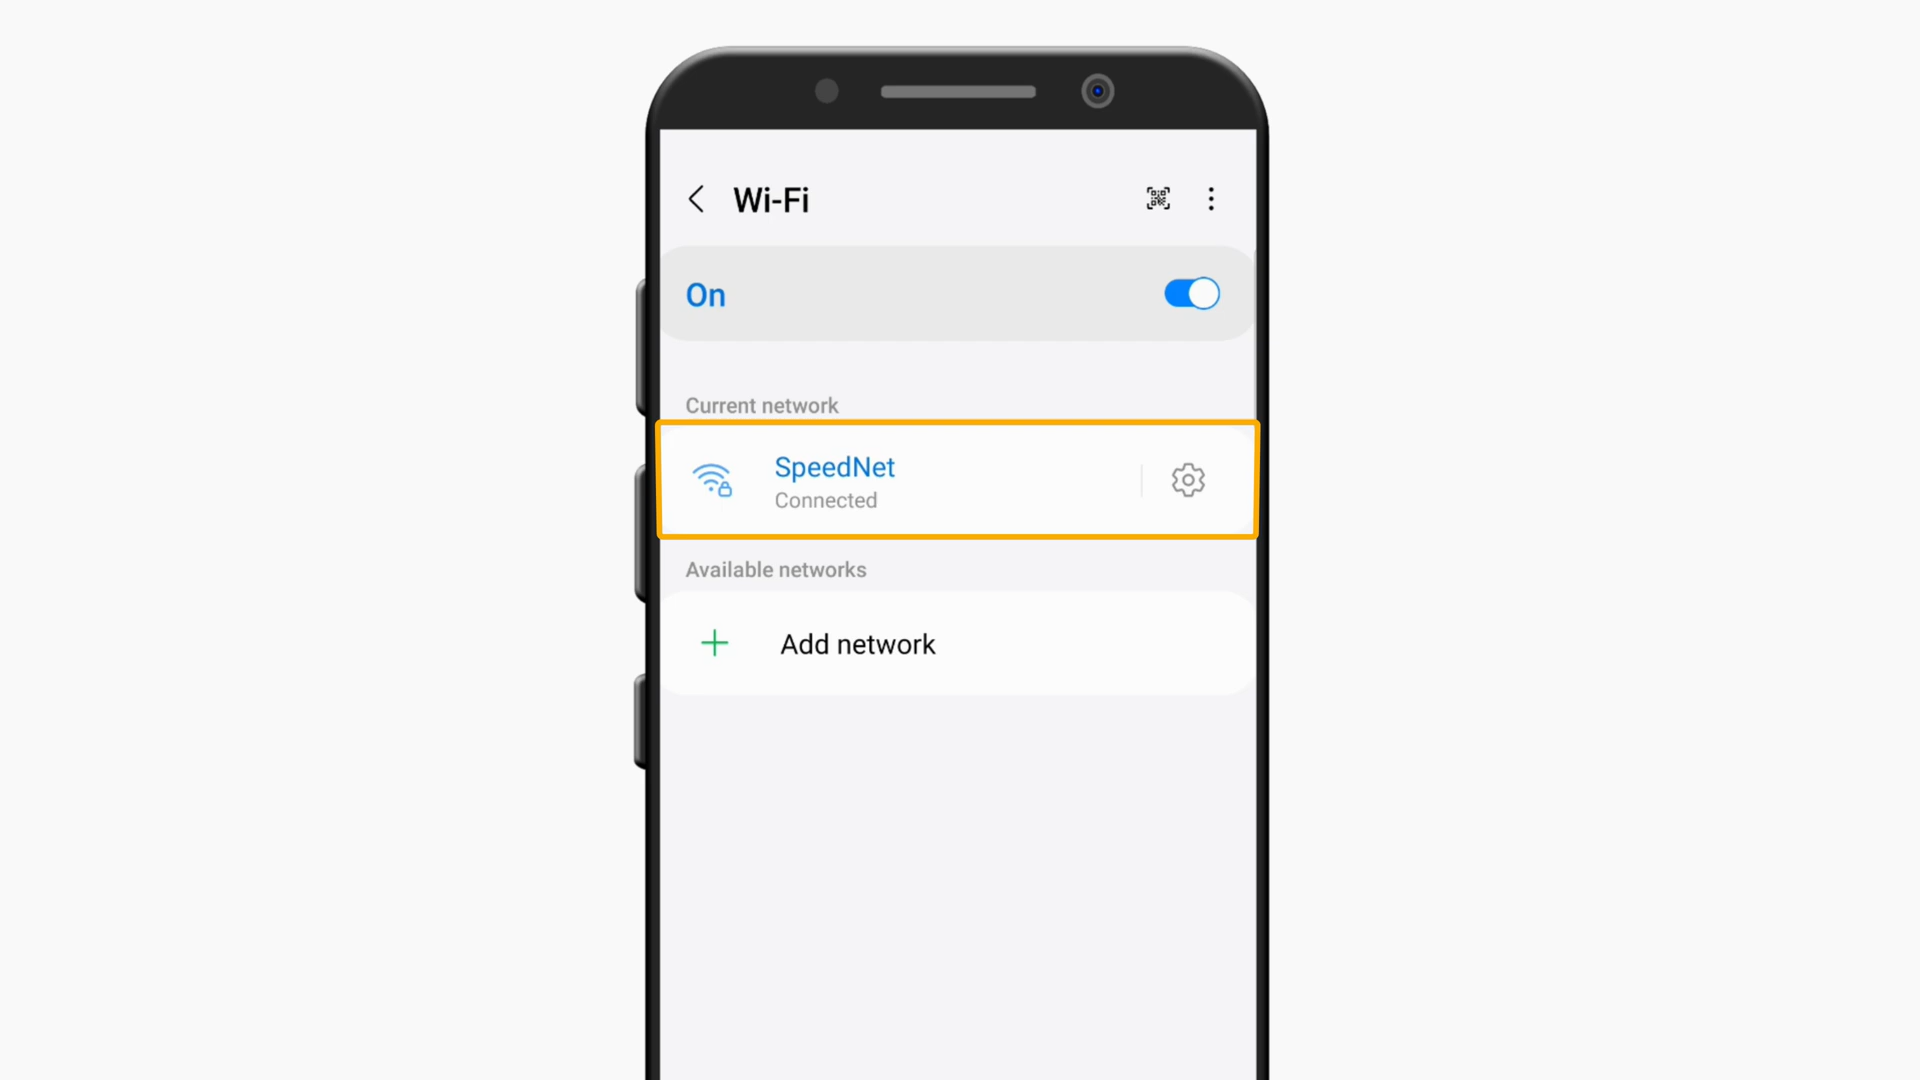 Wi-Fi
On
Current network
SpeedNet
Connected
Available networks
Add network